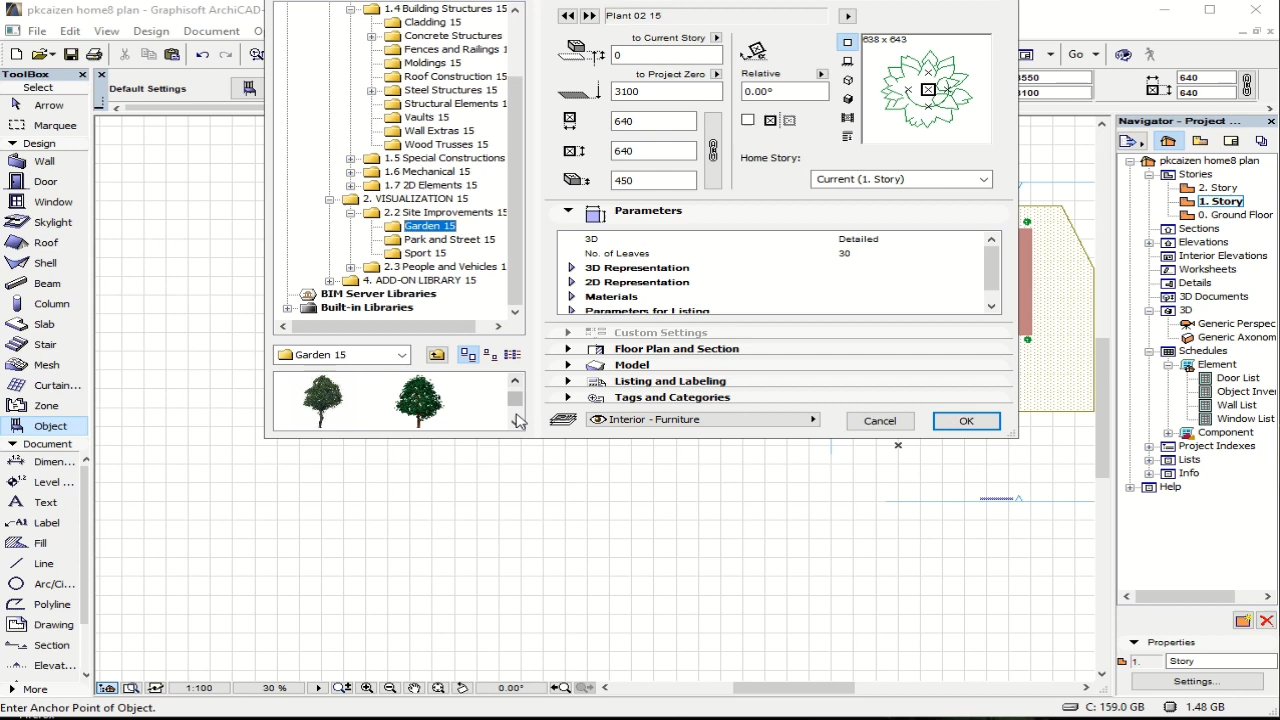 pkcaizen home8 plan - Graphisoft ArchiCAD-
File Edit View Design Document
ToolBox
Select
Arrow
Marquee
Design
Wall
Door
Window
Skylight
Roof
Shell
Beam
Column
Slab
Stair
Mesh
Curtain...
Zone
Object
Document
Dimen...
Level ...
Text
Label
Fill
Line
Arc/Ci...
Polyline
Drawing
Section
Elevat...
More
Default Settings
1.4 Building Structures 15
Cladding 15
Concrete Structures
Fences and Railings 1
Moldings 15
Roof Construction 15
Steel Structures 15
Structural Elements 1
Vaults 15
Wall Extras 15
Wood Trusses 15
1.5 Special Constructions
1.6 Mechanical 15
1.7 2D Elements 15
2. VISUALIZATION 15
2.2 Site Improvements 15
Garden 15
Park and Street 15
Sport 15
2.3 People and Vehicles 1
4. ADD-ON LIBRARY 15
BIM Server Libraries
Built-in Libraries
Garden 15
Plant 02 15
to Current Story
0
to Project Zero
3100
640
640
450
Relative
0.00°
638 x 643
Home Story:
Current (1. Story)
Parameters
3D Detailed
No. of Leaves 30
3D Representation
2D Representation
Materials
Parameters for Listing
Custom Settings
Floor Plan and Section
Model
Listing and Labeling
Tags and Categories
Interior - Furniture
Cancel
OK
Go
3550
3100
640
640
Navigator - Project ...
pkcaizen home8 plan
Stories
2. Story
1. Story
0. Ground Floor
Sections
Elevations
Interior Elevations
Worksheets
Details
3D Documents
3D
Generic Perspec
Generic Axonom
Schedules
Element
Door List
Object Inver
Wall List
Window List
Component
Project Indexes
Lists
Info
Help
Properties
1. Story
Settings...
1:100
30 %
0.00°
Enter Anchor Point of Object.
C: 159.0 GB
1.48 GB